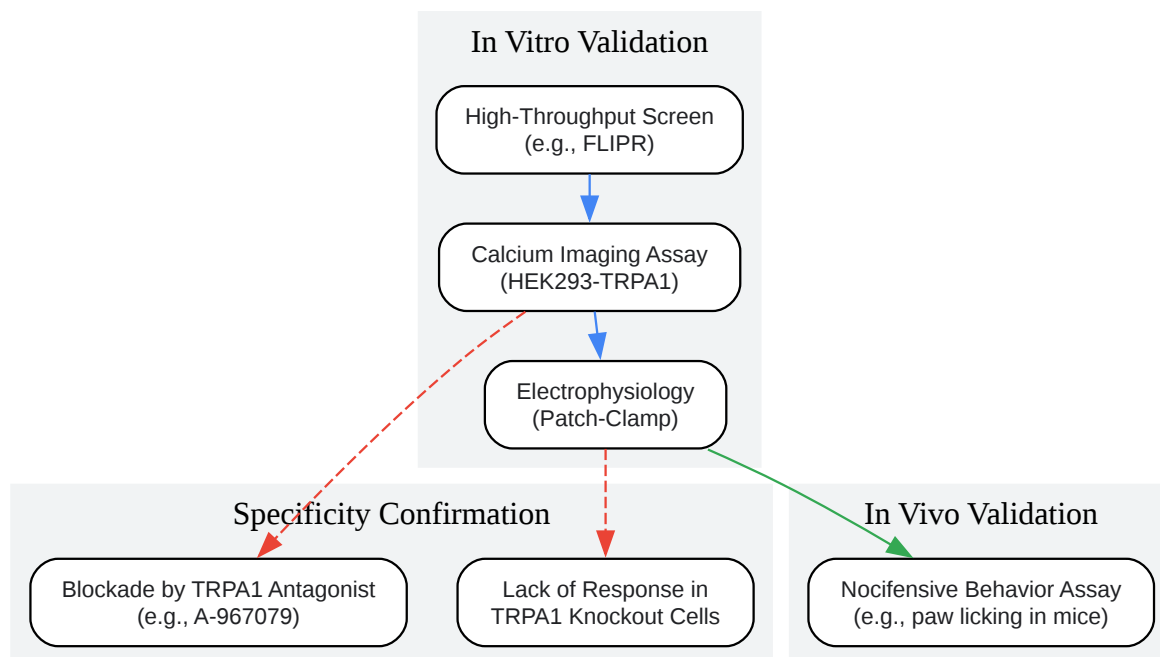 In Vitro Validation
High-Throughput Screen
(e.g., FLIPR)
Calcium Imaging Assay
(HEK293-TRPA1)
Electrophysiology
(Patch-Clamp)
Specificity Confirmation
Blockade by TRPA1 Antagonist
(e.g., A-967079)
Lack of Response in
TRPA1 Knockout Cells
In Vivo Validation
Nocifensive Behavior Assay
(e.g., paw licking in mice)